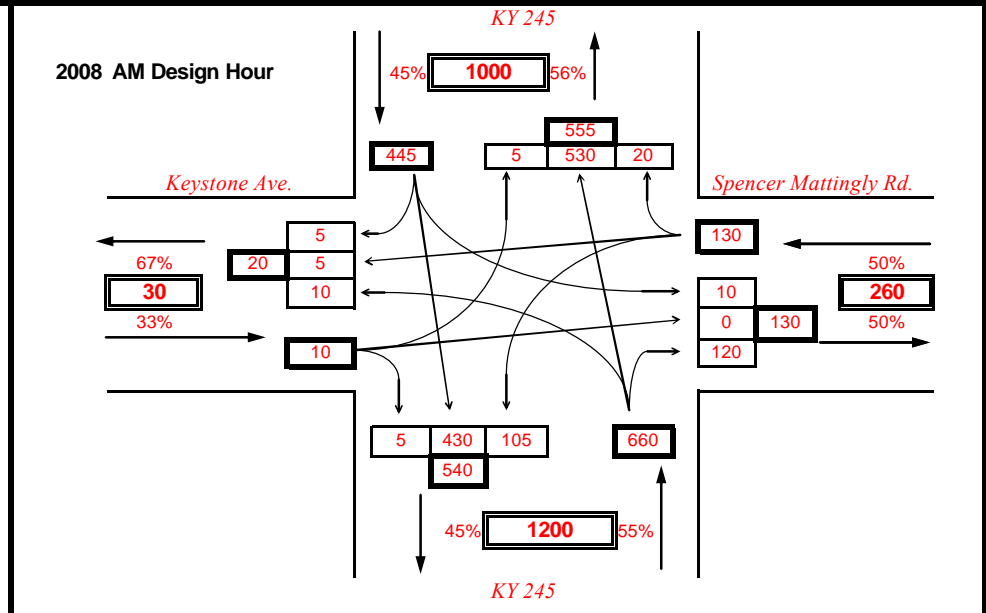 KY 245
2008 AM Design Hour
45% 1000 56%
555
445 5 530 20
Keystone Ave. Spencer Mattingly Rd.
5 130
67% 20 5 50%
30 10 10 260
33% 0 130 50%
10 120
5 430 105 660
540
45% 1200 55%
KY 245